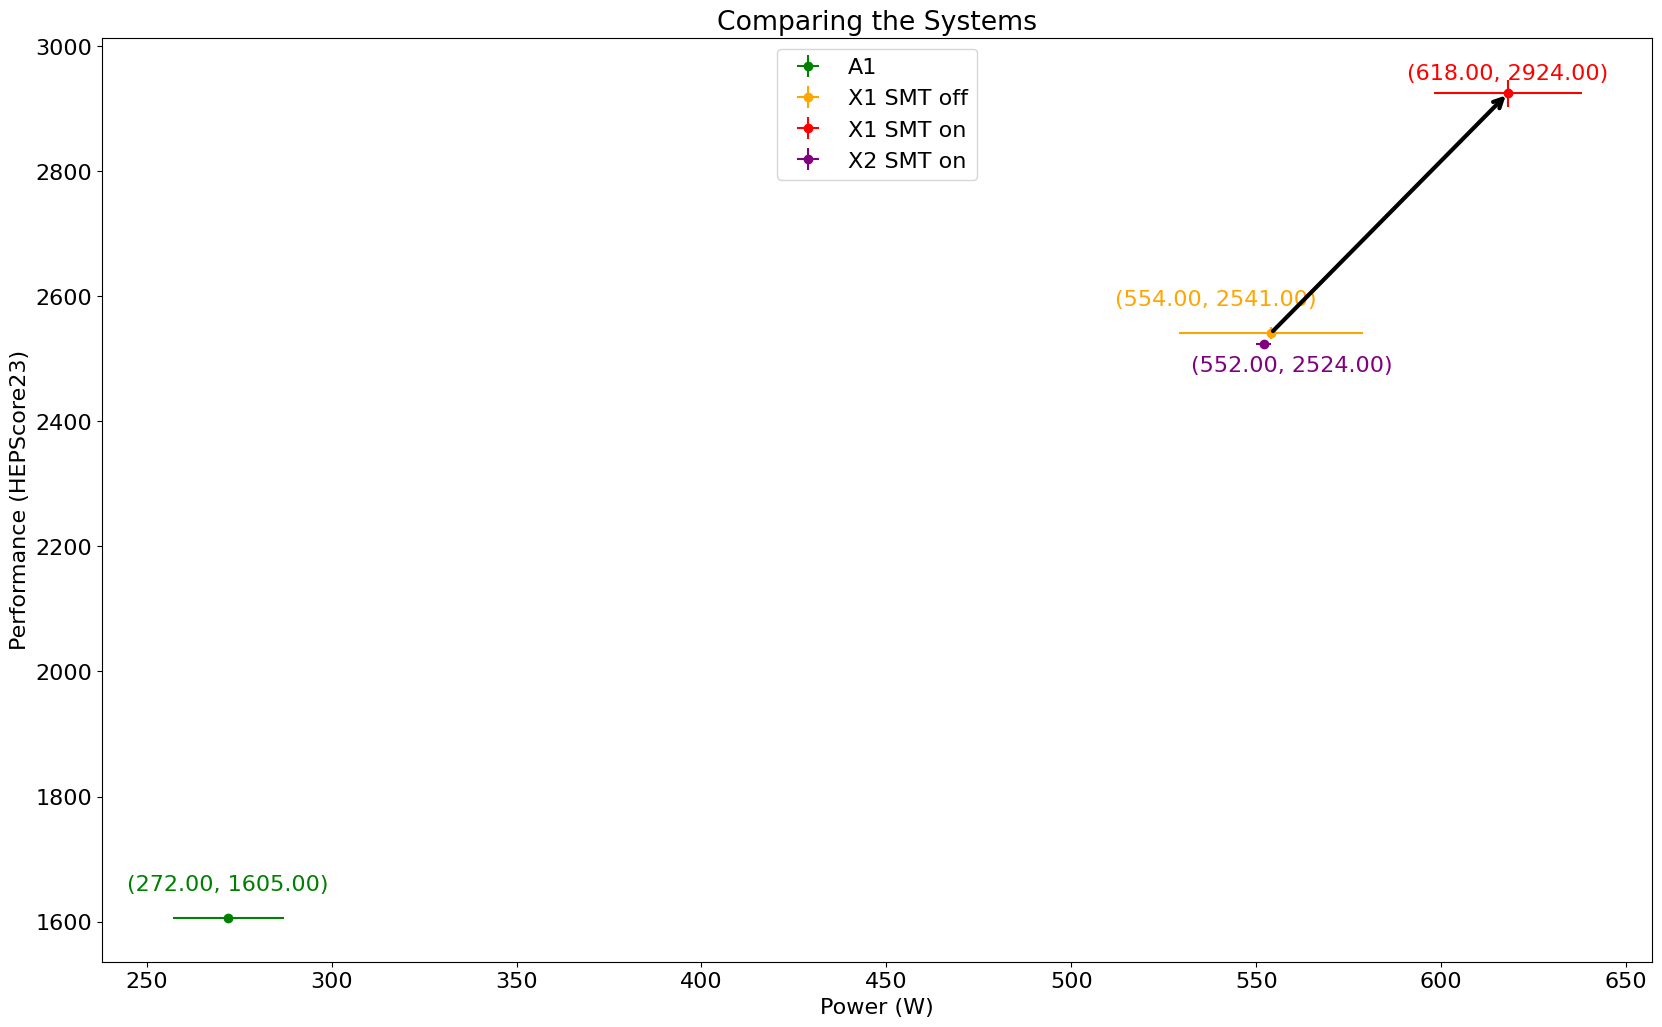 Comparing the Systems
A1
X1 SMT off
X1 SMT on
X2 SMT on
(618.00, 2924.00)
(554.00, 2541.00)
(552.00, 2524.00)
(272.00, 1605.00)
Performance (HEPScore23)
3000
2800
2600
2400
2200
2000
1800
1600
250 300 350 400 450 500 550 600 650
Power (W)